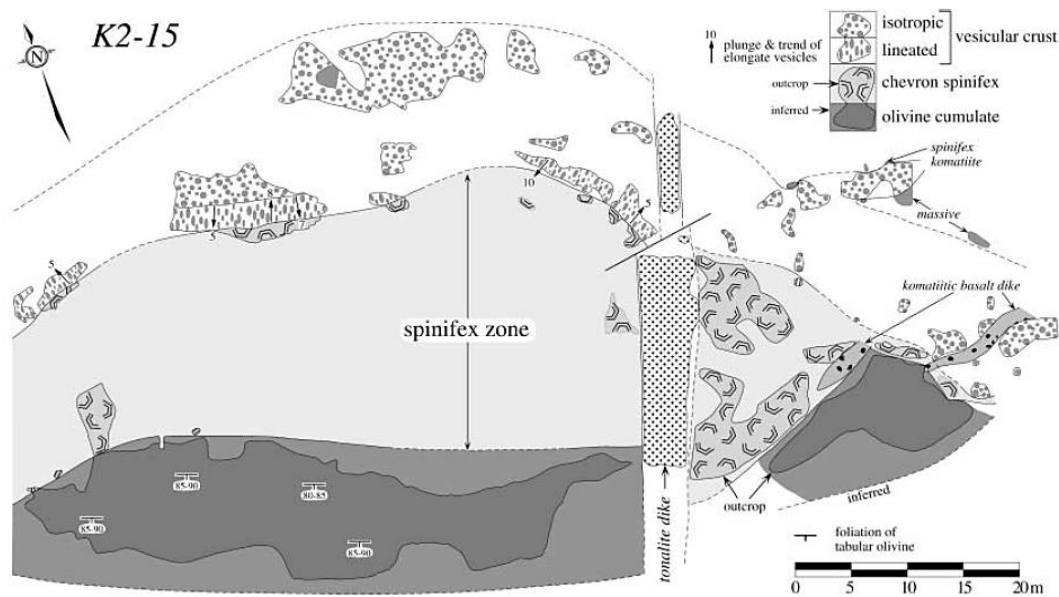 K2-15
N
10
plunge & trend of
elongate vesicles
isotropic
lineated
vesicular crust
outcrop
chevron spinifex
inferred
olivine cumulate
spinifex
komatiite
massive
10
5
8
5
7
5
komatiitic basalt dike
spinifex zone
85-90
80-85
85-90
85-90
tonalite dike
outcrop
inferred
foliation of
tabular olivine
0 5 10 15 20 m